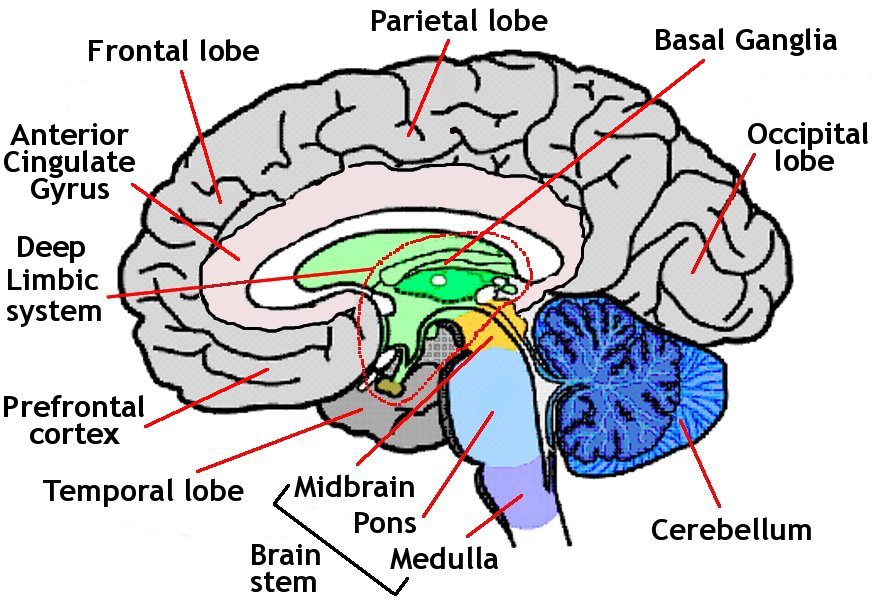 Parietal lobe
Frontal lobe
Basal Ganglia
Anterior
Cingulate
Gyrus
Occipital
lobe
Deep
Limbic
system
Prefrontal
cortex
Temporal lobe
Midbrain
Pons
Medulla
Brain
stem
Cerebellum